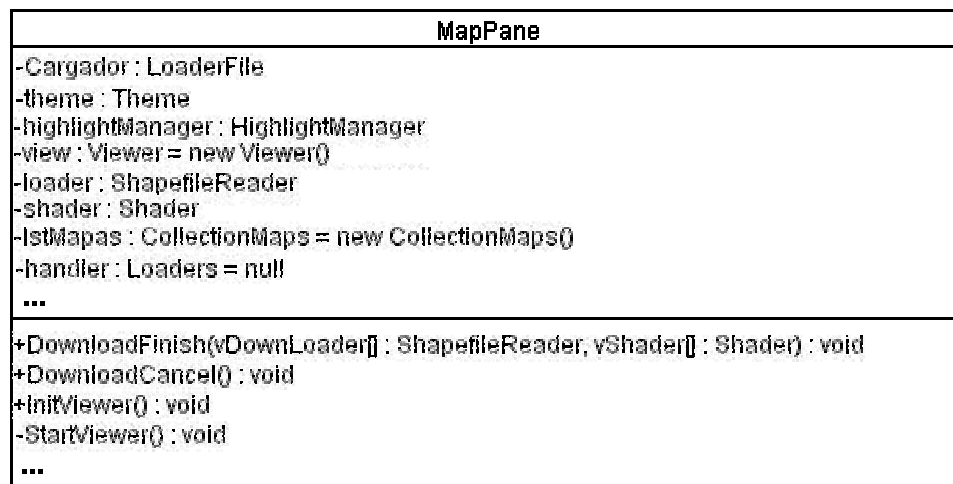 MapPane
-Cargador : LoaderFile
-theme : Theme
-highlightManager : HighlightManager
-view : Viewer = new Viewer()
-loader : ShapefileReader
-shader : Shader
-lstMapas : CollectionMaps = new CollectionMaps()
-handler : Loaders = null
...
+DownloadFinish(vDownLoader[] : ShapefileReader, vShader[] : Shader) : void
+DownloadCancel() : void
+InitViewer() : void
-StartViewer() : void
...